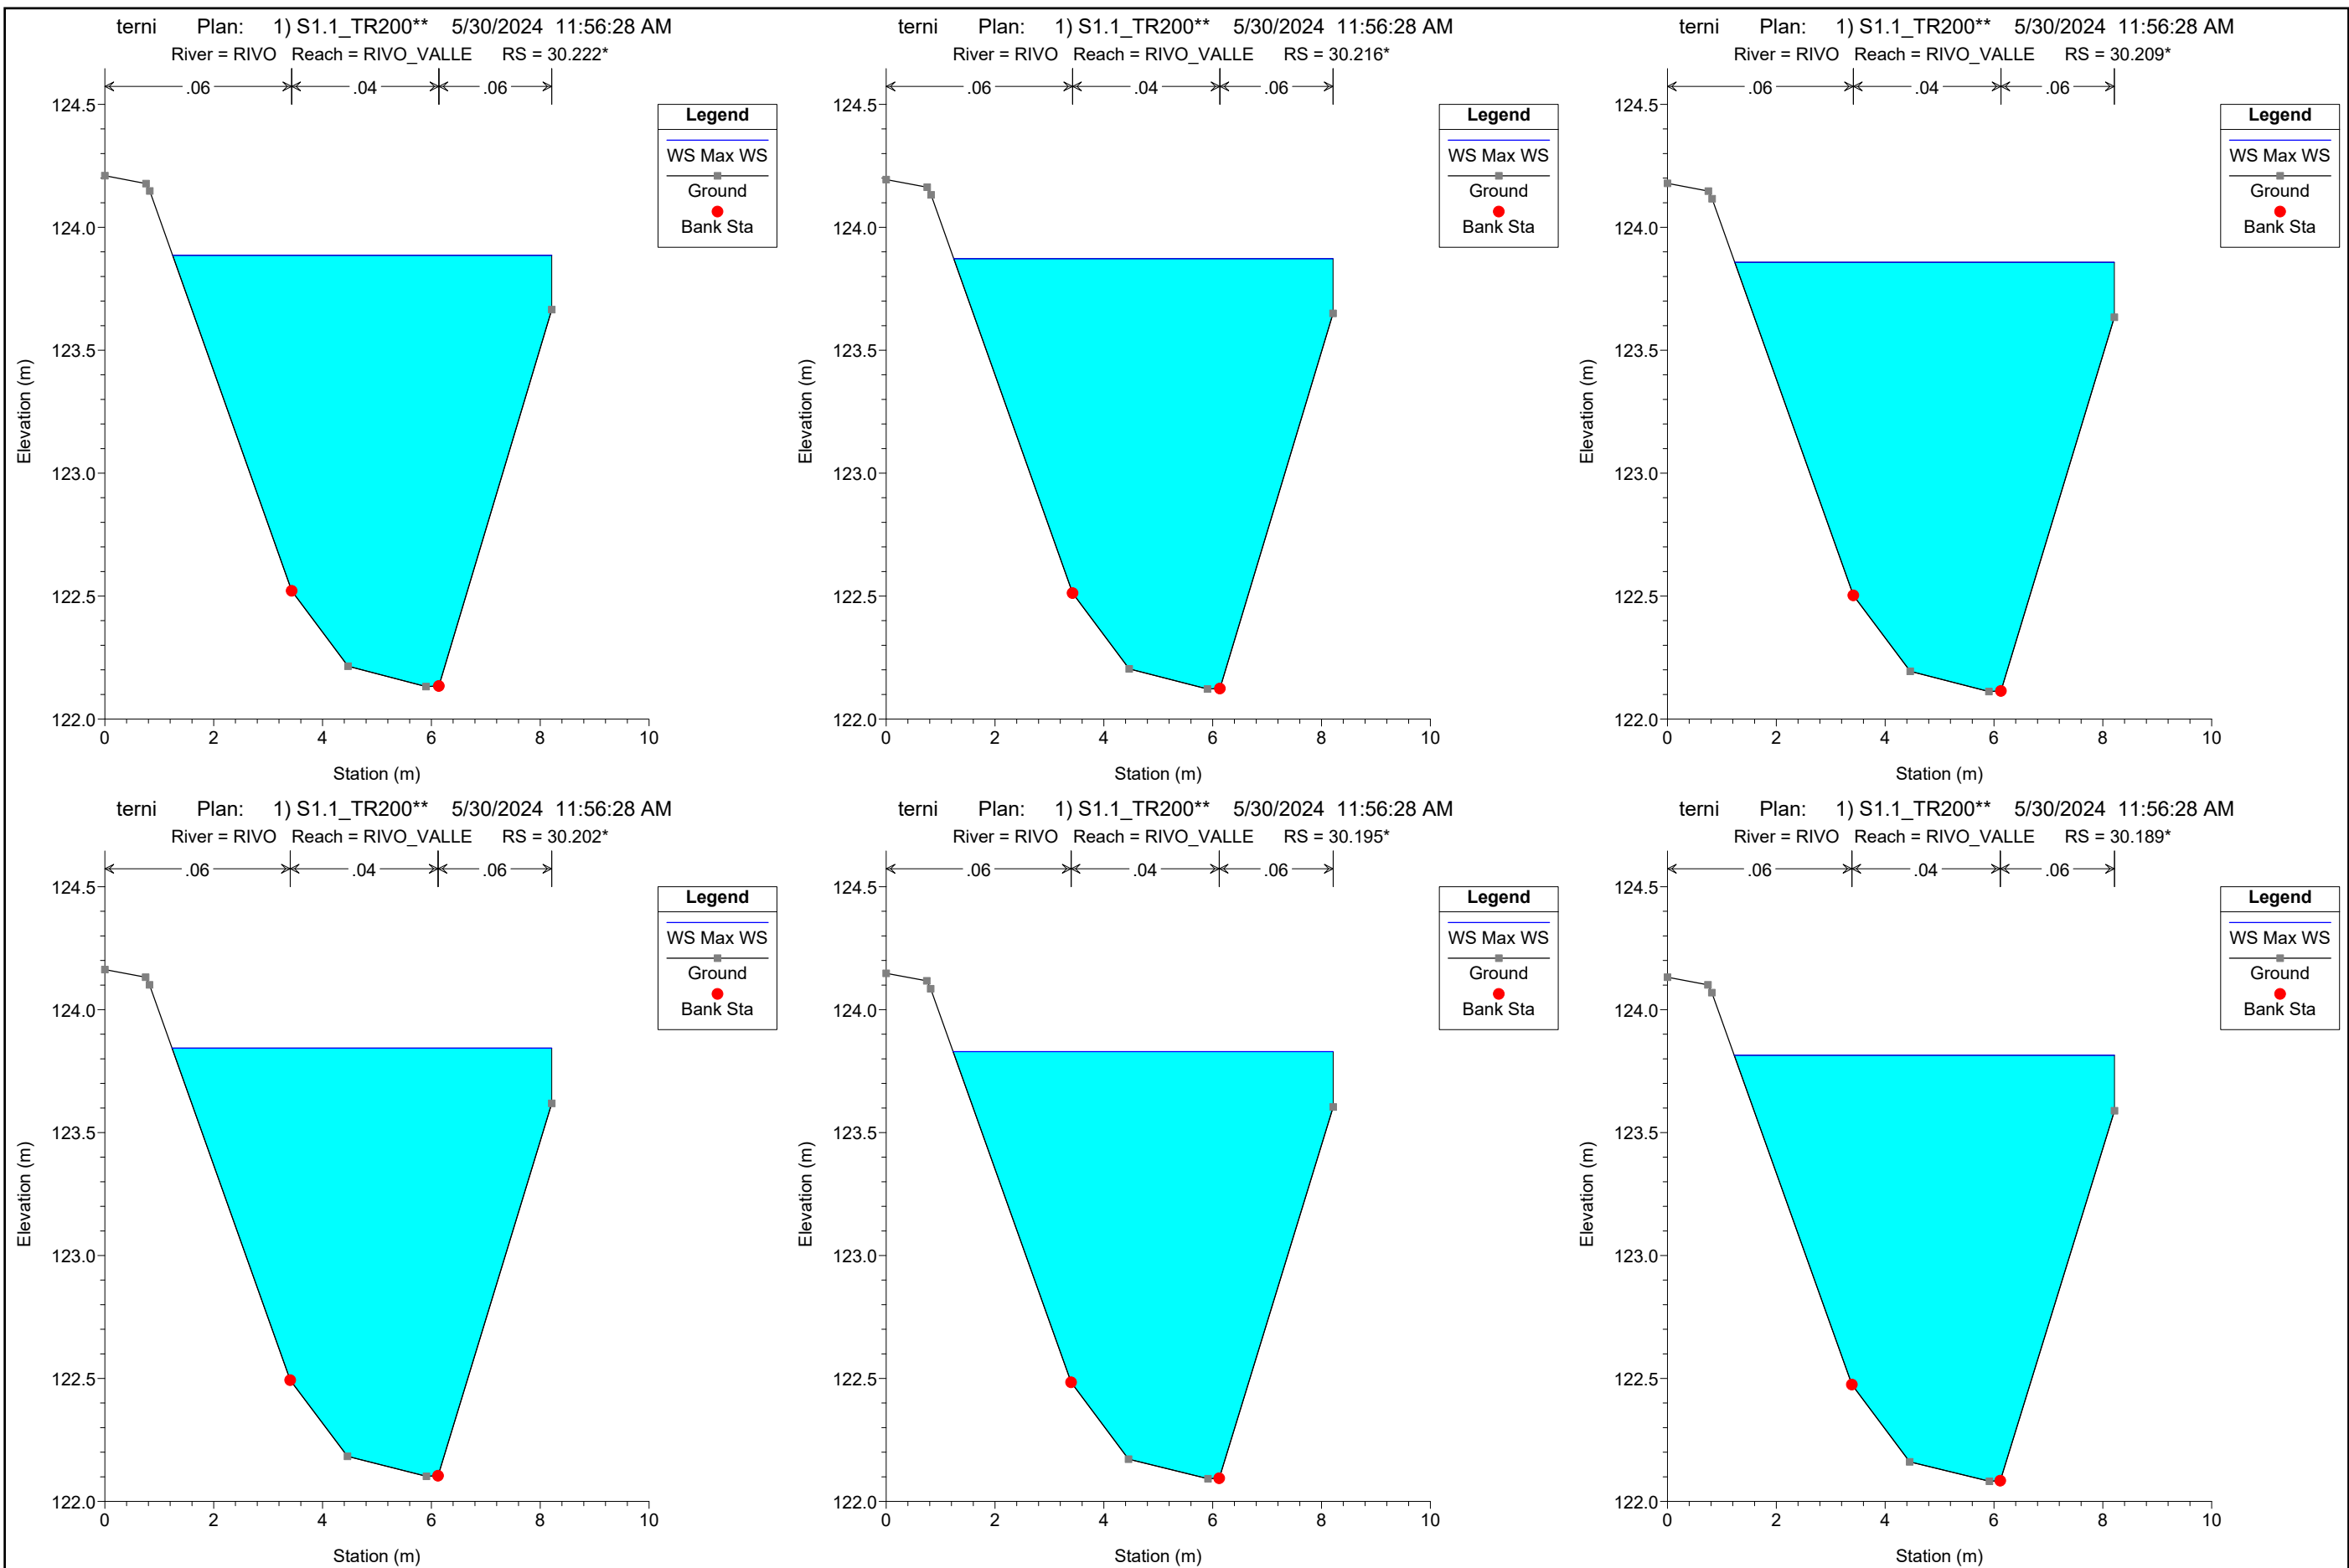 terni Plan: 1) S1.1_TR200** 5/30/2024 11:56:28 AM
River = RIVO Reach = RIVO_VALLE RS = 30.222*
.06 .04 .06
124.5
124.0
123.5
123.0
122.5
122.0
0 2 4 6 8 10
Elevation (m)
Station (m)
Legend
WS Max WS
Ground
Bank Sta
terni Plan: 1) S1.1_TR200** 5/30/2024 11:56:28 AM
River = RIVO Reach = RIVO_VALLE RS = 30.216*
.06 .04 .06
124.5
124.0
123.5
123.0
122.5
122.0
0 2 4 6 8 10
Elevation (m)
Station (m)
Legend
WS Max WS
Ground
Bank Sta
terni Plan: 1) S1.1_TR200** 5/30/2024 11:56:28 AM
River = RIVO Reach = RIVO_VALLE RS = 30.209*
.06 .04 .06
124.5
124.0
123.5
123.0
122.5
122.0
0 2 4 6 8 10
Elevation (m)
Station (m)
Legend
WS Max WS
Ground
Bank Sta
terni Plan: 1) S1.1_TR200** 5/30/2024 11:56:28 AM
River = RIVO Reach = RIVO_VALLE RS = 30.202*
.06 .04 .06
124.5
124.0
123.5
123.0
122.5
122.0
0 2 4 6 8 10
Elevation (m)
Station (m)
Legend
WS Max WS
Ground
Bank Sta
terni Plan: 1) S1.1_TR200** 5/30/2024 11:56:28 AM
River = RIVO Reach = RIVO_VALLE RS = 30.195*
.06 .04 .06
124.5
124.0
123.5
123.0
122.5
122.0
0 2 4 6 8 10
Elevation (m)
Station (m)
Legend
WS Max WS
Ground
Bank Sta
terni Plan: 1) S1.1_TR200** 5/30/2024 11:56:28 AM
River = RIVO Reach = RIVO_VALLE RS = 30.189*
.06 .04 .06
124.5
124.0
123.5
123.0
122.5
122.0
0 2 4 6 8 10
Elevation (m)
Station (m)
Legend
WS Max WS
Ground
Bank Sta